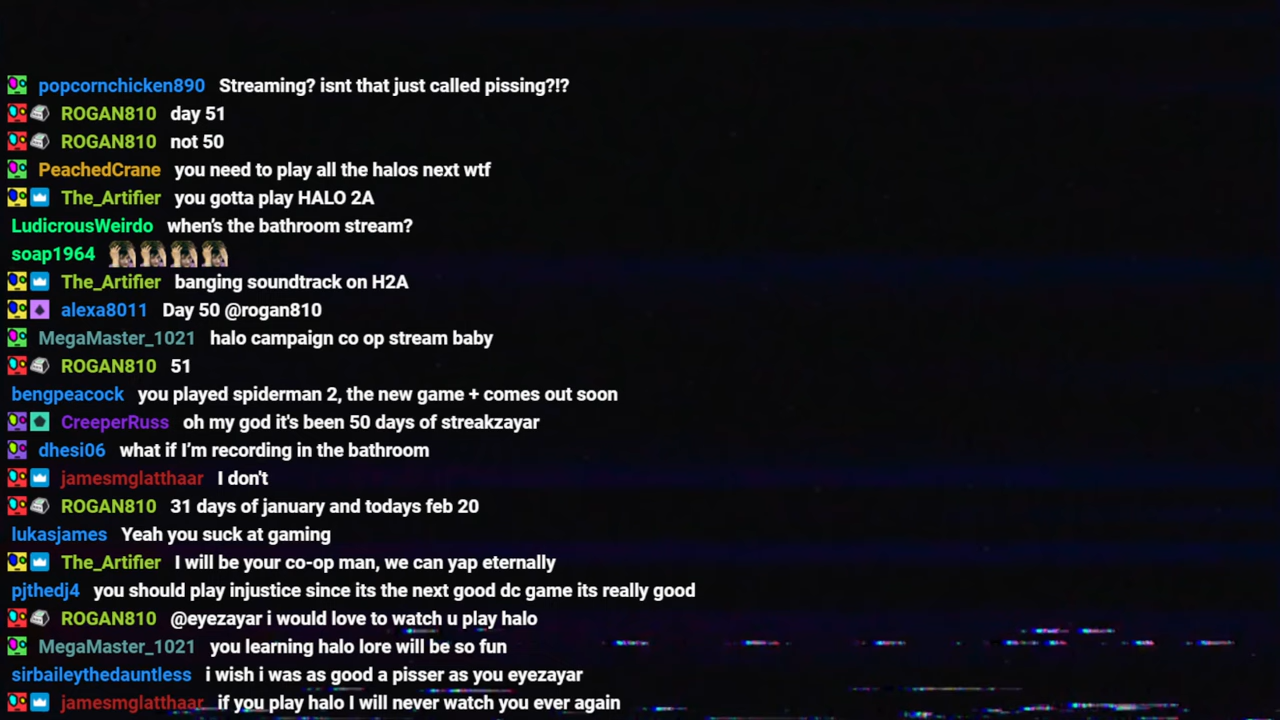 popcornchicken890 Streaming? isnt that just called pissing?!?
ROGAN810 day 51
ROGAN810 not 50
PeachedCrane you need to play all the halos next wtf
The_Artifier you gotta play HALO 2A
LudicrousWeirdo when’s the bathroom stream?
soap1964
The_Artifier banging soundtrack on H2A
alexa8011 Day 50 @rogan810
MegaMaster_1021 halo campaign co op stream baby
ROGAN810 51
bengpeacock you played spiderman 2, the new game + comes out soon
CreeperRuss oh my god it's been 50 days of streakzayar
dhesi06 what if I’m recording in the bathroom
jamesmglatthaar I don't
ROGAN810 31 days of january and todays feb 20
lukasjames Yeah you suck at gaming
The_Artifier I will be your co-op man, we can yap eternally
pjthedj4 you should play injustice since its the next good dc game its really good
ROGAN810 @eyezayar i would love to watch u play halo
MegaMaster_1021 you learning halo lore will be so fun
sirbaileythedauntless i wish i was as good a pisser as you eyezayar
jamesmglatthaar if you play halo I will never watch you ever again